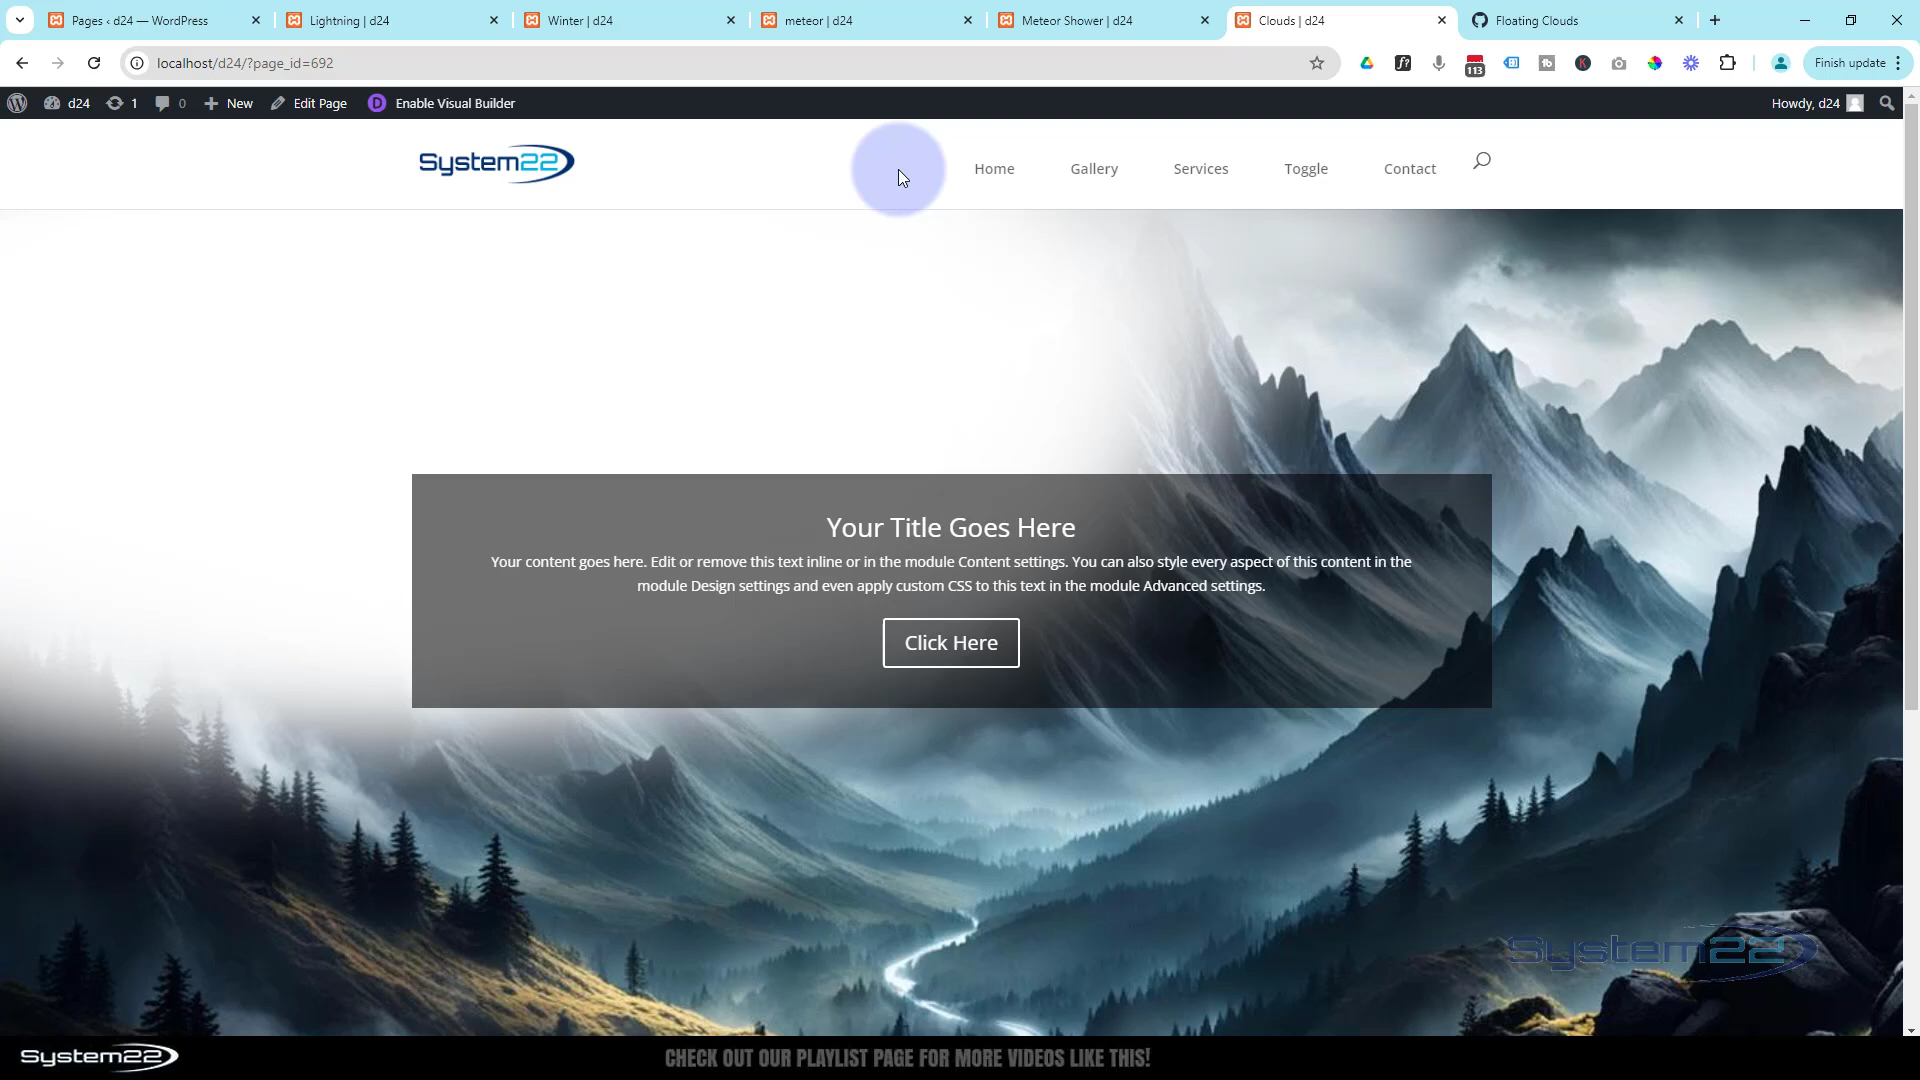 Pages ‹ d24 — WordPress
Lightning | d24
Winter | d24
meteor | d24
Meteor Shower | d24
Clouds | d24
Floating Clouds
localhost/d24/?page_id=692
113
Finish update
d24
1
0
New
Edit Page
D
Enable Visual Builder
Howdy, d24
System22
Home
Gallery
Services
Toggle
Contact
Your Title Goes Here
Your content goes here. Edit or remove this text inline or in the module Content settings. You can also style every aspect of this content in the
module Design settings and even apply custom CSS to this text in the module Advanced settings.
Click Here
System22
System22
CHECK OUT OUR PLAYLIST PAGE FOR MORE VIDEOS LIKE THIS!